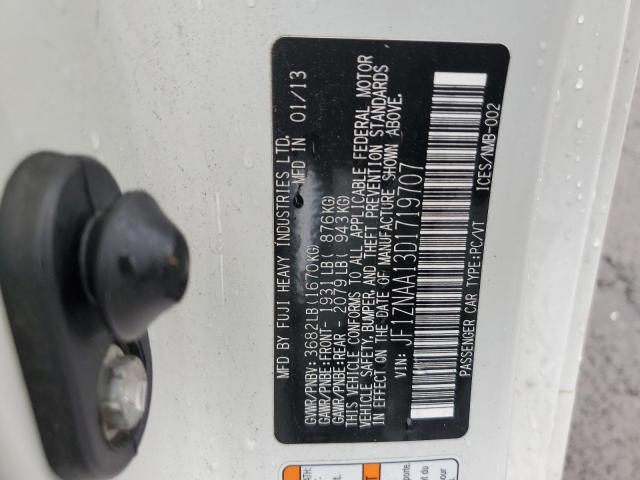 MFD BY FUJI HEAVY INDUSTRIES LTD. MFD IN 01/13
GVWR/PNBV: 3682LB(1670KG)
GAWR/PNBE:FRONT- 1931LB( 876KG)
GAWR/PNBE:REAR - 2079LB( 943KG)
THIS VEHICLE CONFORMS TO ALL APPLICABLE FEDERAL MOTOR
VEHICLE SAFETY, BUMPER, AND THEFT PREVENTION STANDARDS
IN EFFECT ON THE DATE OF MANUFACTURE SHOWN ABOVE.
VIN: JF1ZNAA13D1719707
PASSENGER CAR TYPE:PC/VT ICES/NMB-002